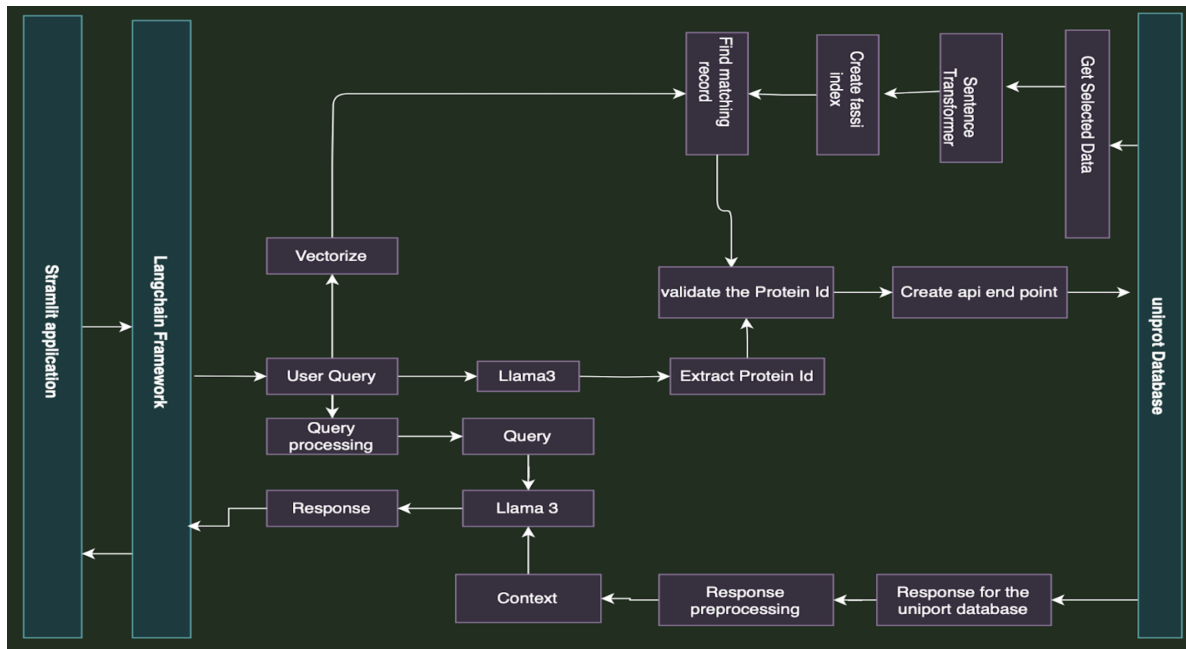 Stramlit application
Langchain Framework
Find matching
record
Create fassi
index
Sentence
Transformer
Get Selected Data
uniprot Database
Vectorize
validate the Protein Id
Create api end point
User Query
Llama3
Extract Protein Id
Query
processing
Query
Response
Llama 3
Context
Response
preprocessing
Response for the
uniport database